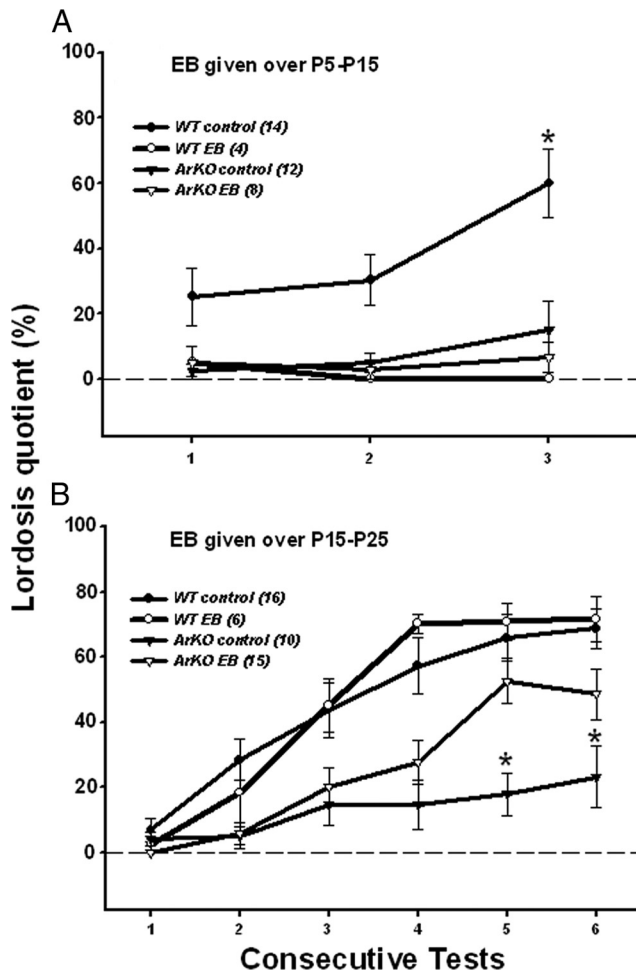 A
EB given over P5-P15
WT control (14)
WT EB (4)
ArKO control (12)
ArKO EB (8)
*
100
80
60
40
20
0
1 2 3
Lordosis quotient (%)
B
EB given over P15-P25
WT control (16)
WT EB (6)
ArKO control (10)
ArKO EB (15)
* *
100
80
60
40
20
0
1 2 3 4 5 6
Consecutive Tests